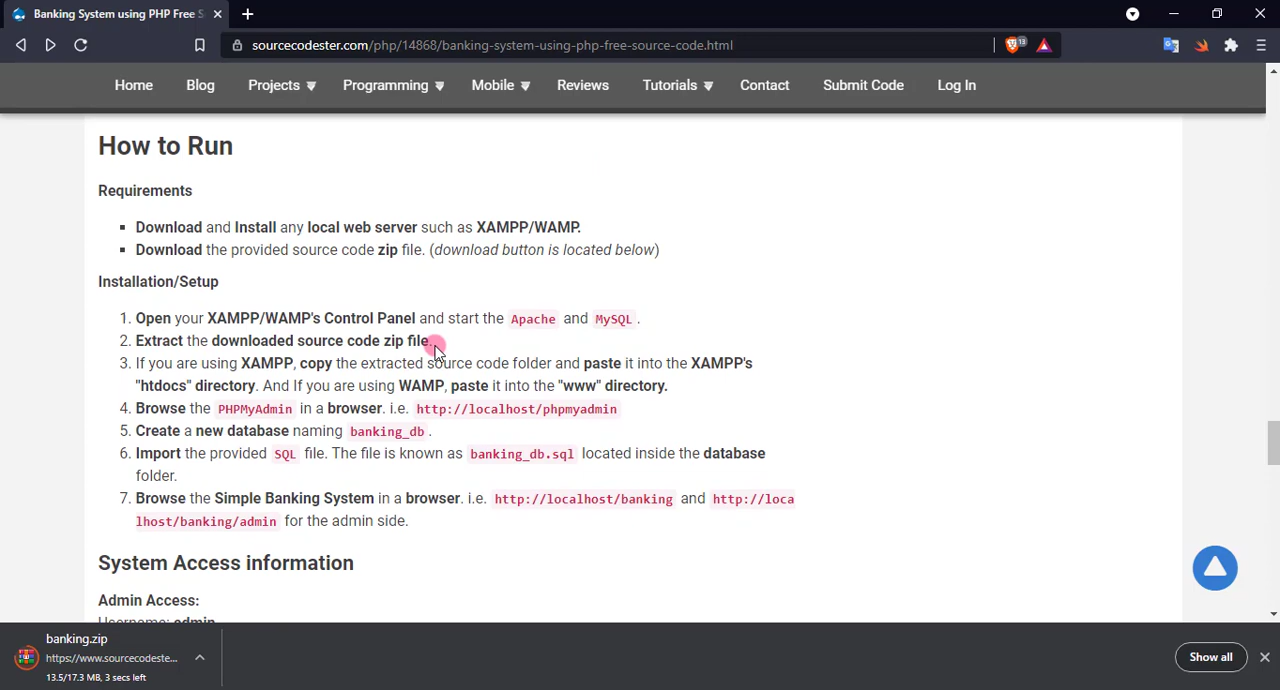 Banking System using PHP Free S
sourcecodester.com/php/14868/banking-system-using-php-free-source-code.html
13
Home Blog Projects Programming Mobile Reviews Tutorials Contact Submit Code Log In
How to Run
Requirements
Download and Install any local web server such as XAMPP/WAMP.
Download the provided source code zip file. (download button is located below)
Installation/Setup
1. Open your XAMPP/WAMP's Control Panel and start the Apache and MySQL .
2. Extract the downloaded source code zip file.
3. If you are using XAMPP, copy the extracted source code folder and paste it into the XAMPP's
"htdocs" directory. And If you are using WAMP, paste it into the "www" directory.
4. Browse the PHPMyAdmin in a browser. i.e. http://localhost/phpmyadmin
5. Create a new database naming banking_db .
6. Import the provided SQL file. The file is known as banking_db.sql located inside the database
folder.
7. Browse the Simple Banking System in a browser. i.e. http://localhost/banking and http://loca
lhost/banking/admin for the admin side.
System Access information
Admin Access:
Username: admin
banking.zip
https://www.sourcecodeste...
13.5/17.3 MB, 3 secs left
Show all